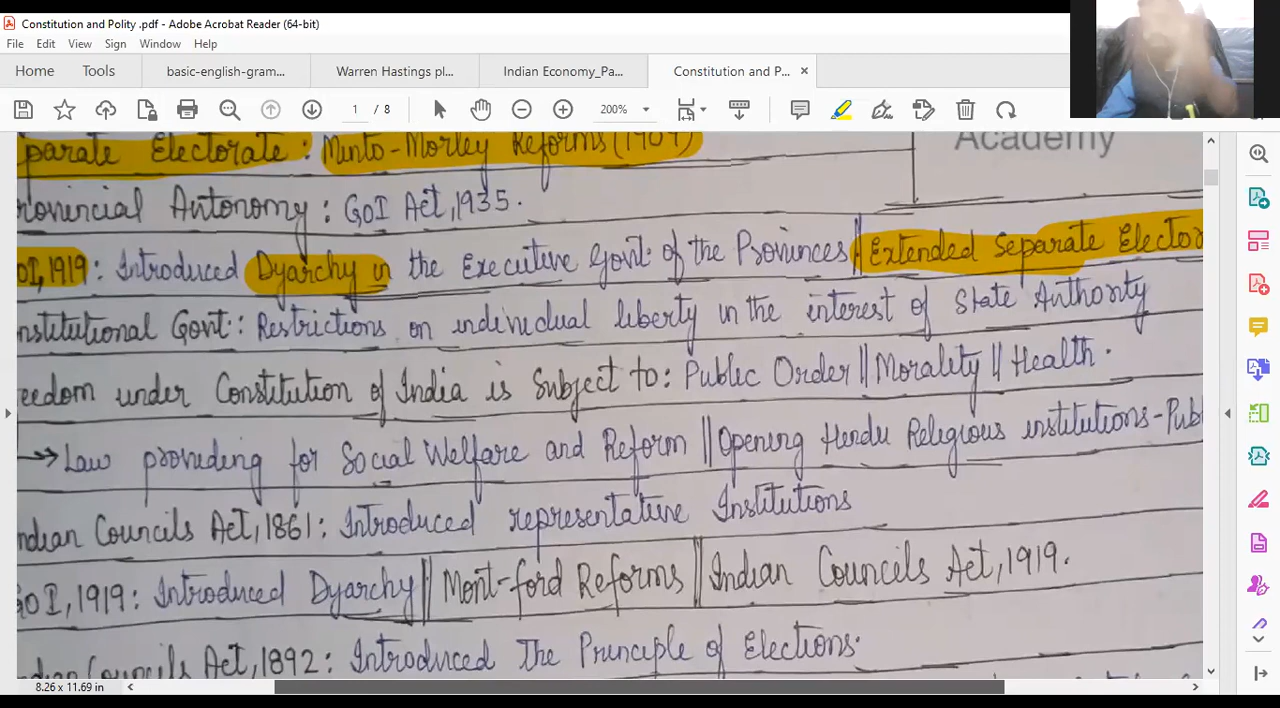 Constitution and Polity .pdf - Adobe Acrobat Reader (64-bit)
File Edit View Sign Window Help
Home Tools basic-english-gram... Warren Hastings pl... Indian Economy_Pa... Constitution and P... ×
1 / 8 200%
parate Electorate: Minto-Morley Reforms (1909)
Academy
rovincial Autonomy: GOI Act, 1935.
OI, 1919: Introduced Dyarchy in the Executive Govt. of the Provinces || Extended Separate Elector
nstitutional Govt: Restrictions on individual liberty in the interest of State Authority
eedom under Constitution of India is Subject to: Public Order || Morality || Health.
→ Law providing for Social Welfare and Reform || Opening Hindu Religious institutions - Pub
ndian Councils Act, 1861: Introduced representative Institutions
GOI, 1919: Introduced Dyarchy || Mont-ford Reforms || Indian Councils Act, 1919.
ndian Councils Act, 1892: Introduced The Principle of Elections.
8.26 x 11.69 in